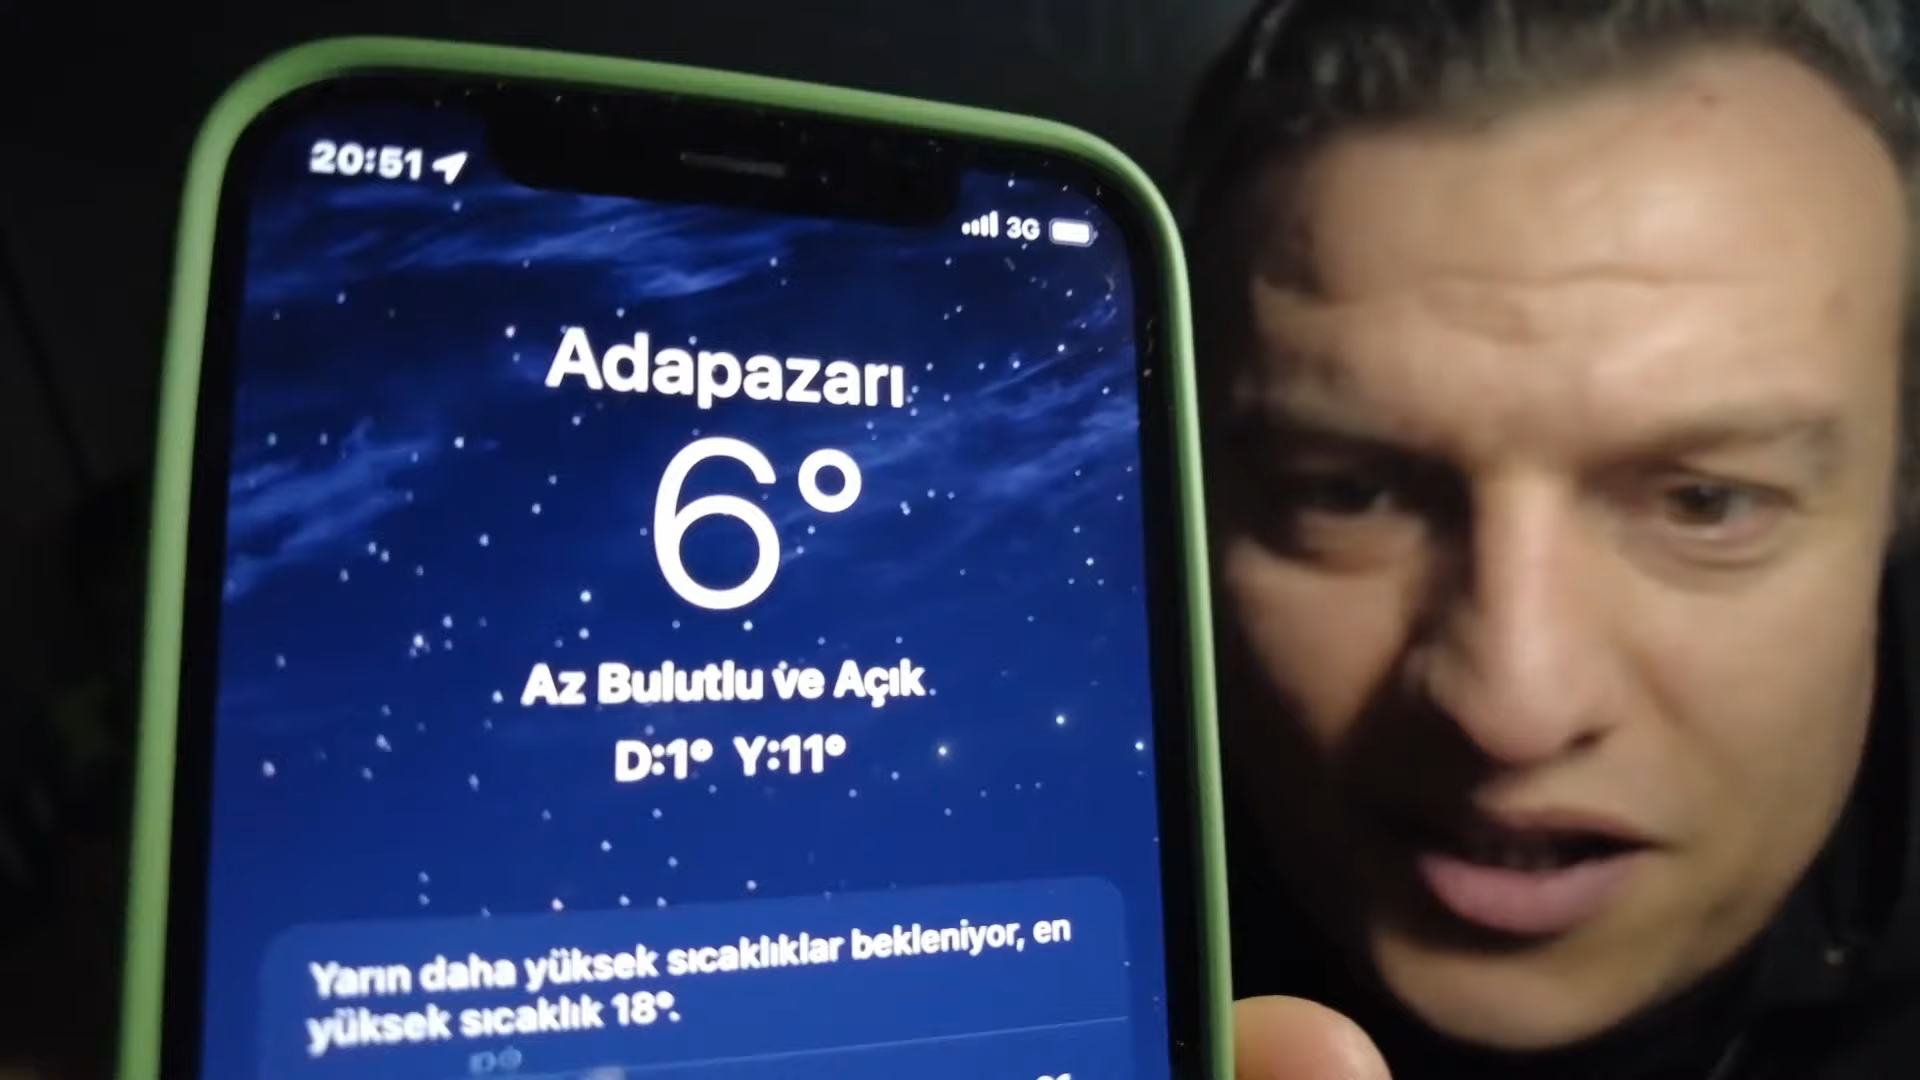 20:51
3G
Adapazarı
6°
Az Bulutlu ve Açık
D:1° Y:11°
Yarın daha yüksek sıcaklıklar bekleniyor, en
yüksek sıcaklık 18°.